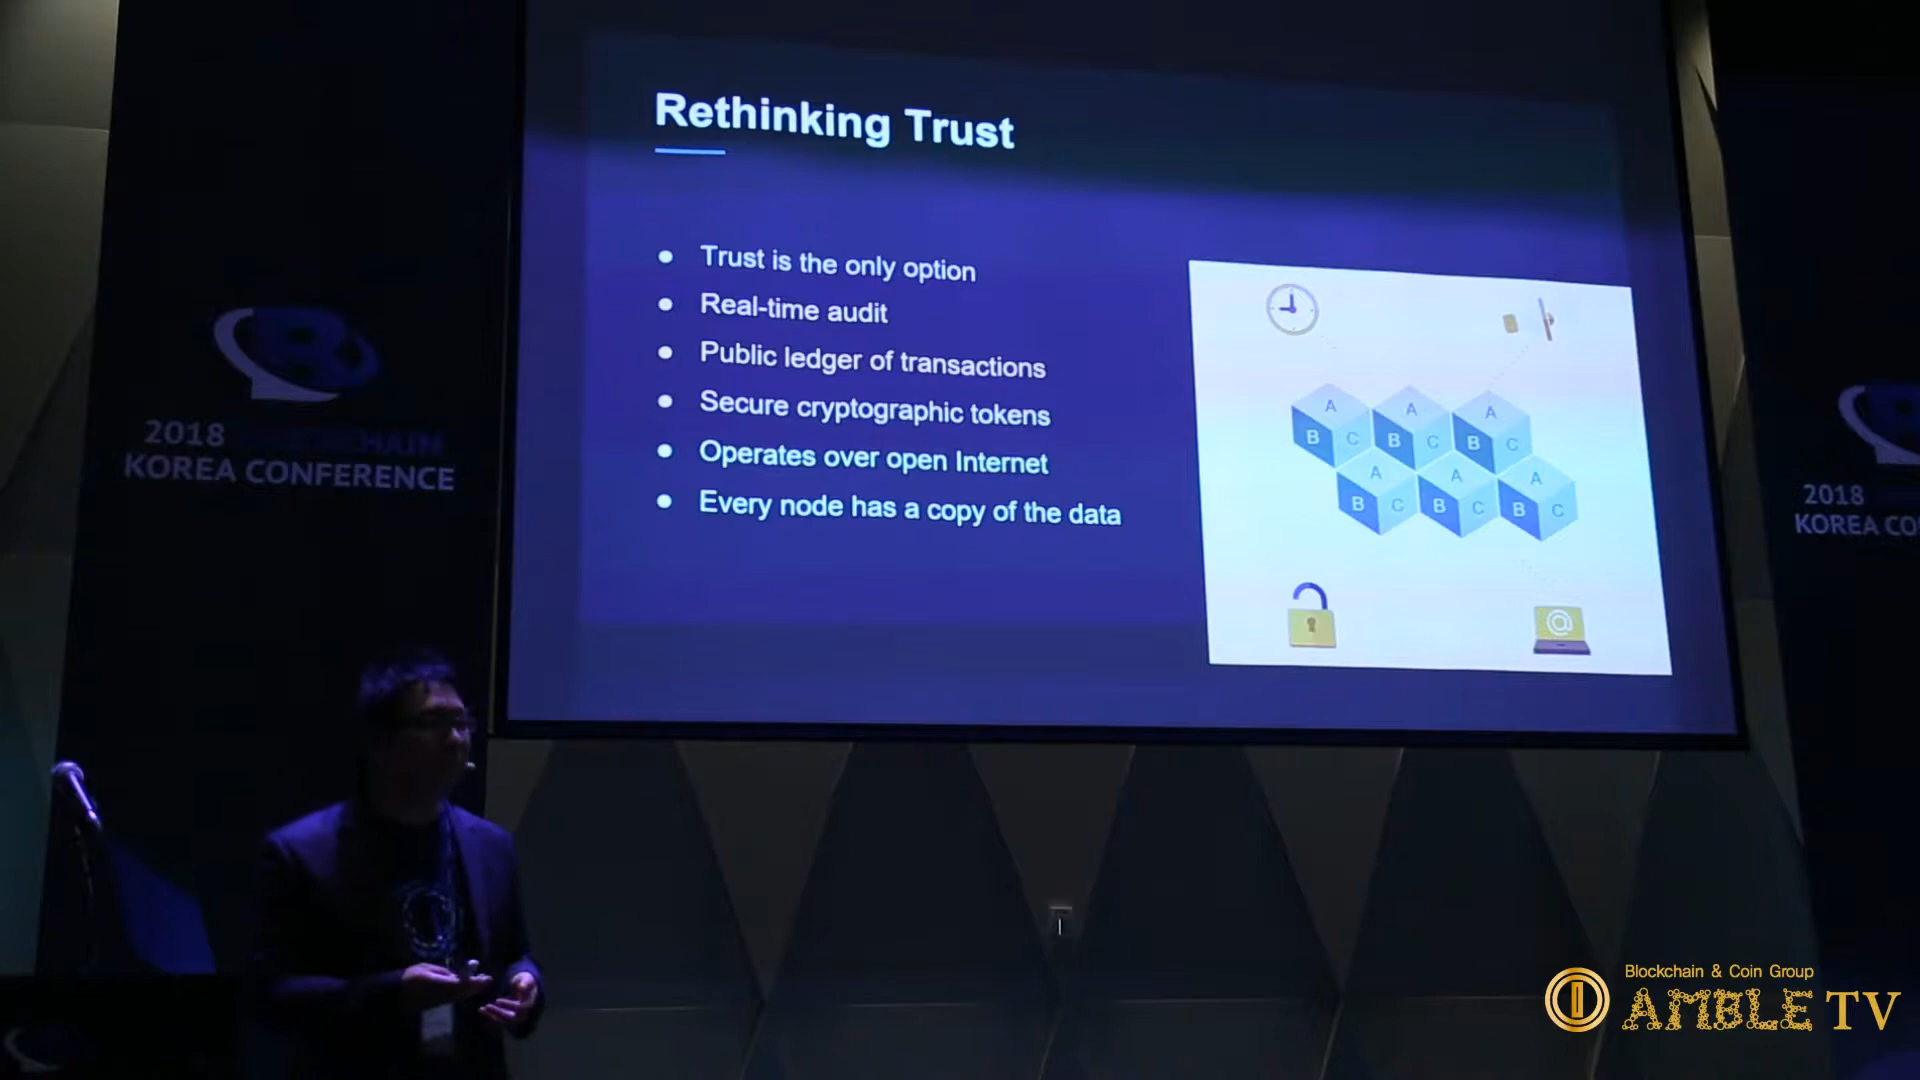 Rethinking Trust
Trust is the only option
Real-time audit
Public ledger of transactions
Secure cryptographic tokens
Operates over open Internet
Every node has a copy of the data
A A A
B C B C B C
A A A
B C B C B C
@
2018 BLOCKCHAIN
KOREA CONFERENCE
2018
KOREA CO
Blockchain & Coin Group
AMBLE TV